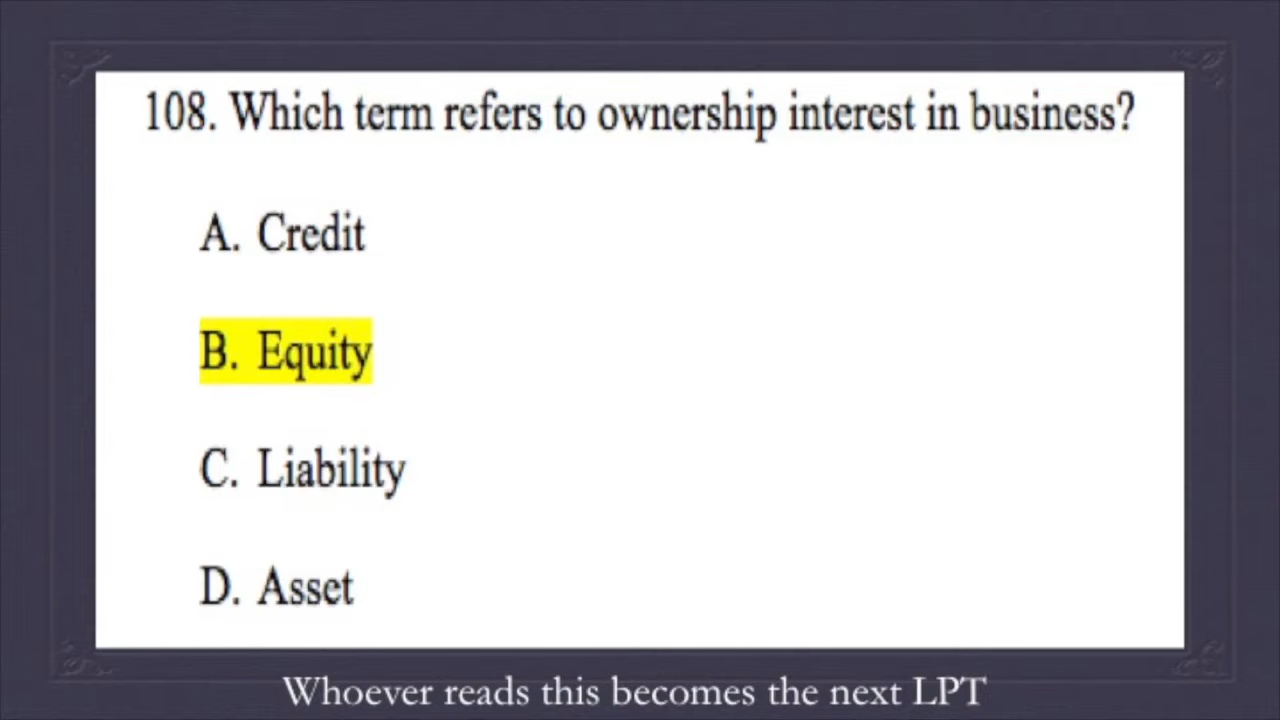 108. Which term refers to ownership interest in business?
A. Credit
B. Equity
C. Liability
D. Asset
Whoever reads this becomes the next LPT